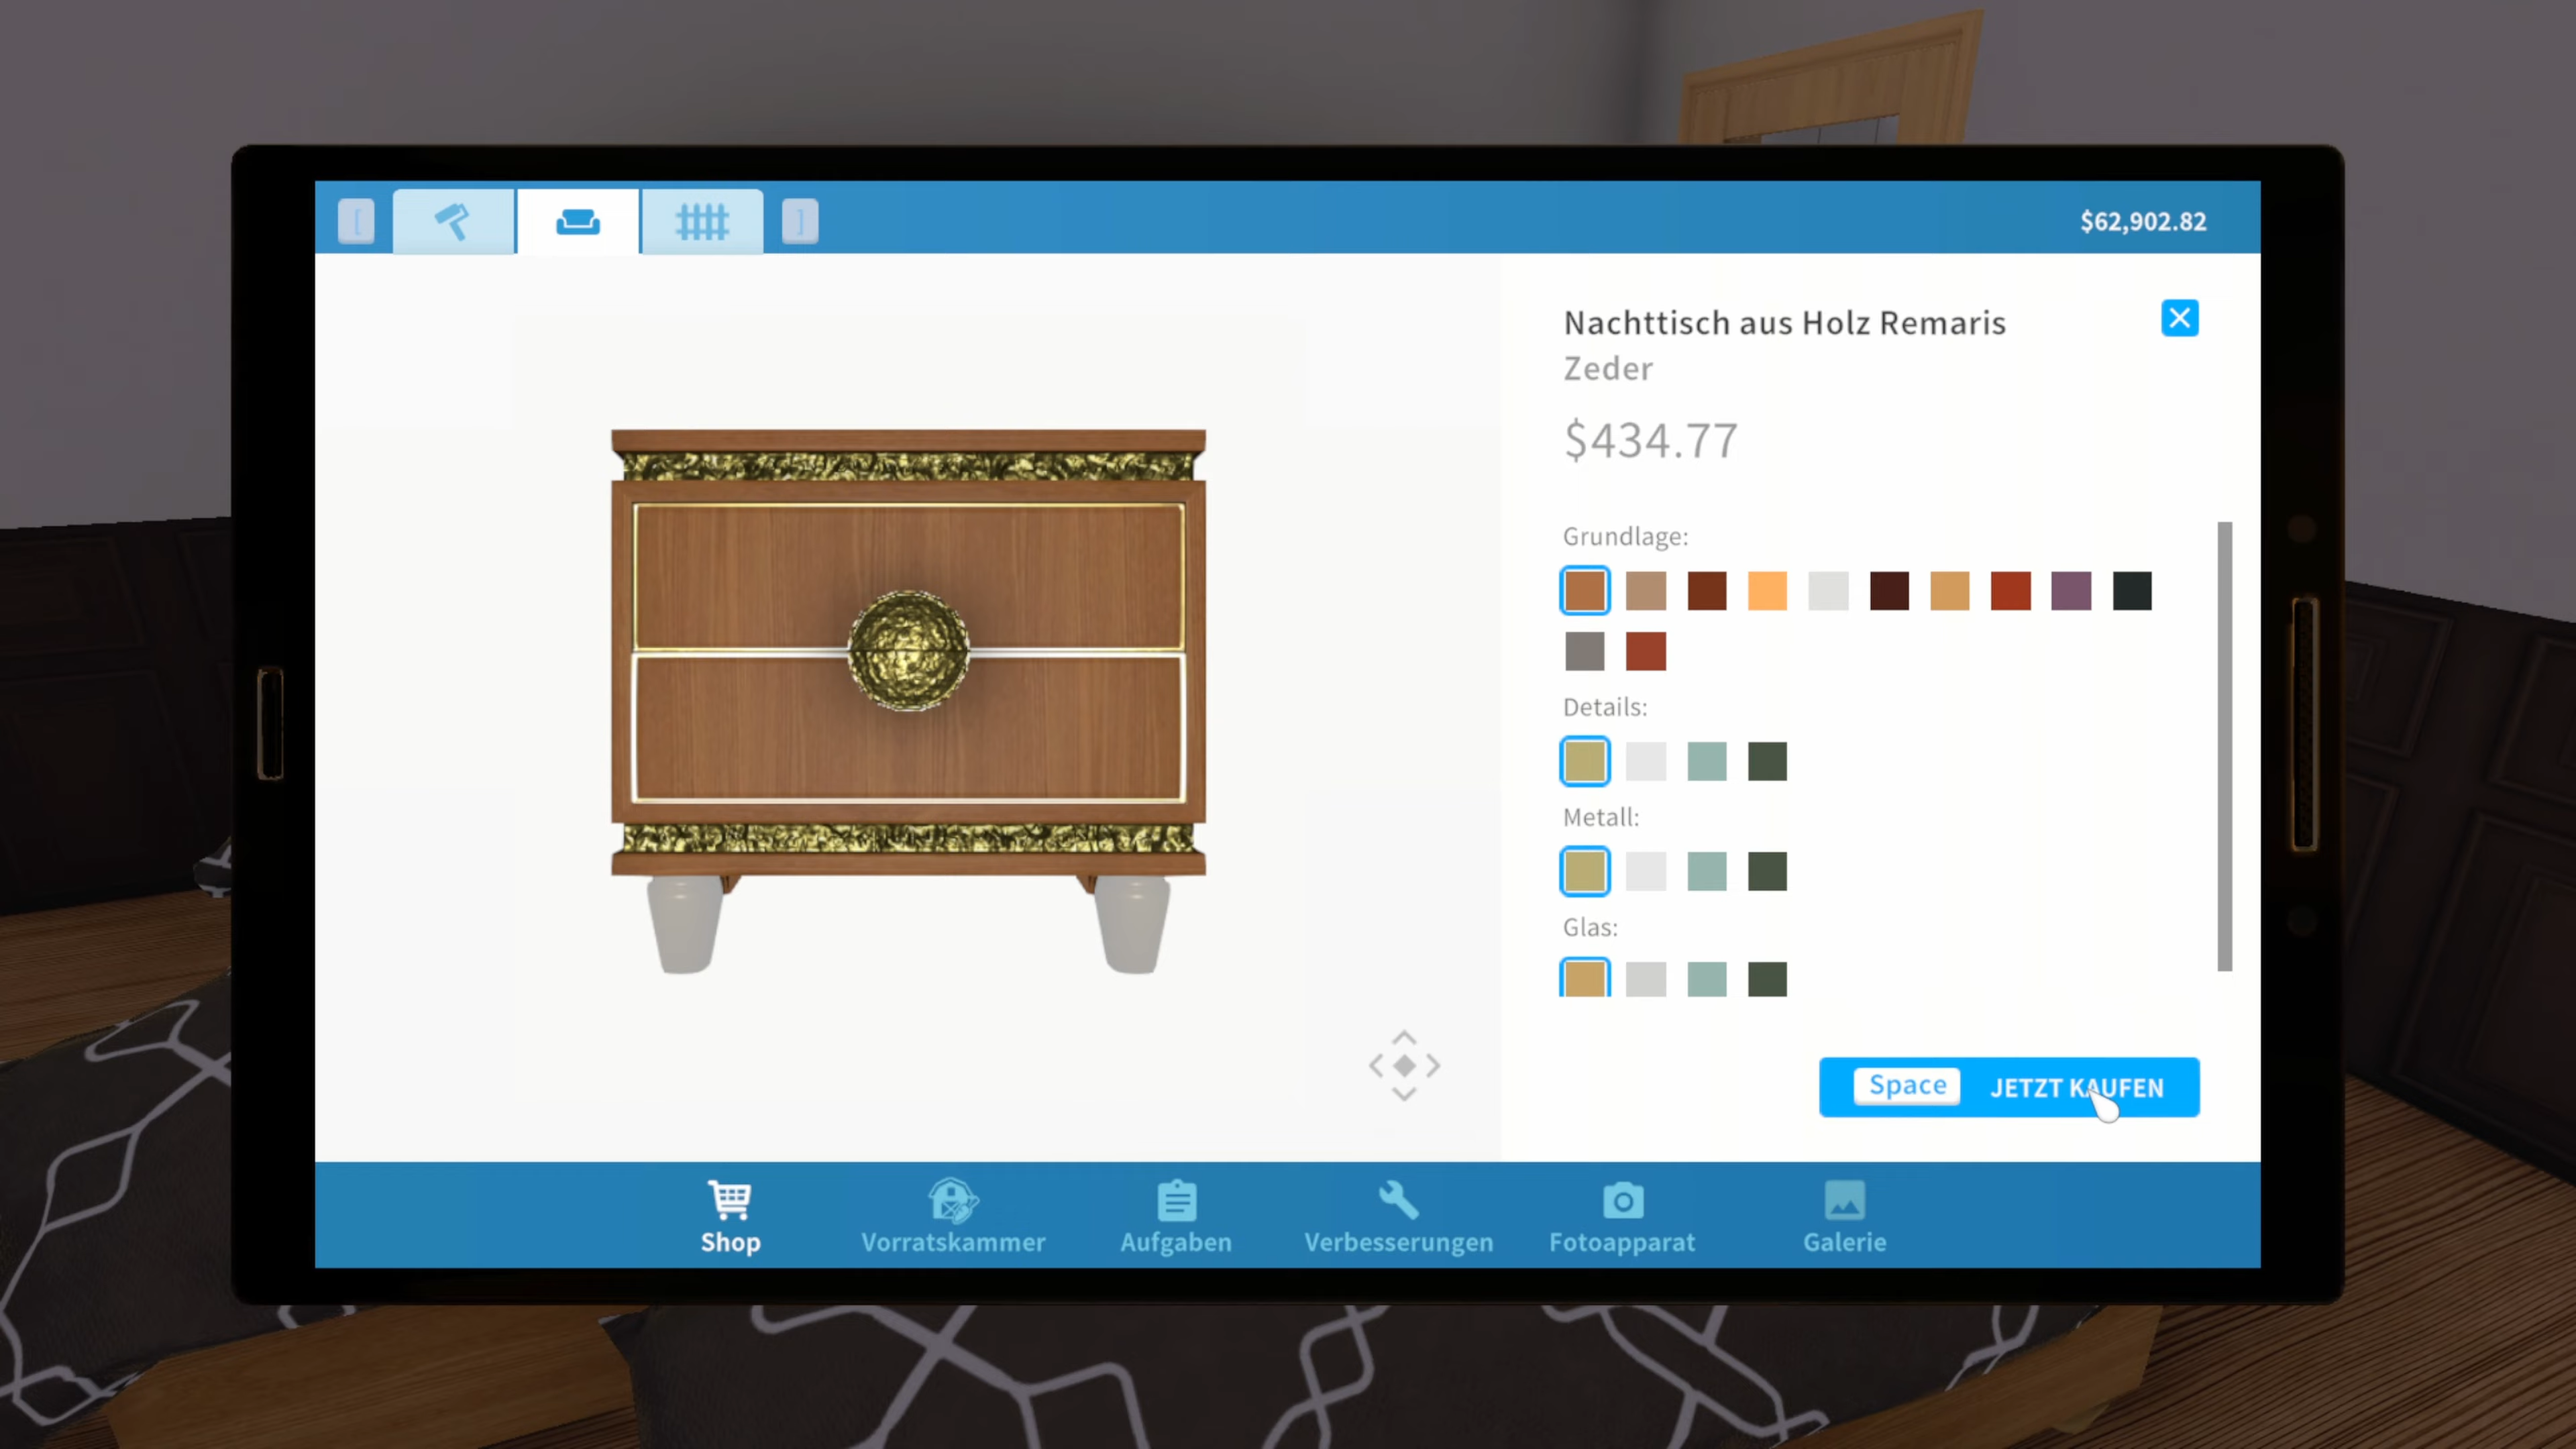 [
]
$62,902.82
Nachttisch aus Holz Remaris
Zeder
$434.77
Grundlage:
Details:
Metall:
Glas:
Space JETZT KAUFEN
Shop
Vorratskammer
Aufgaben
Verbesserungen
Fotoapparat
Galerie